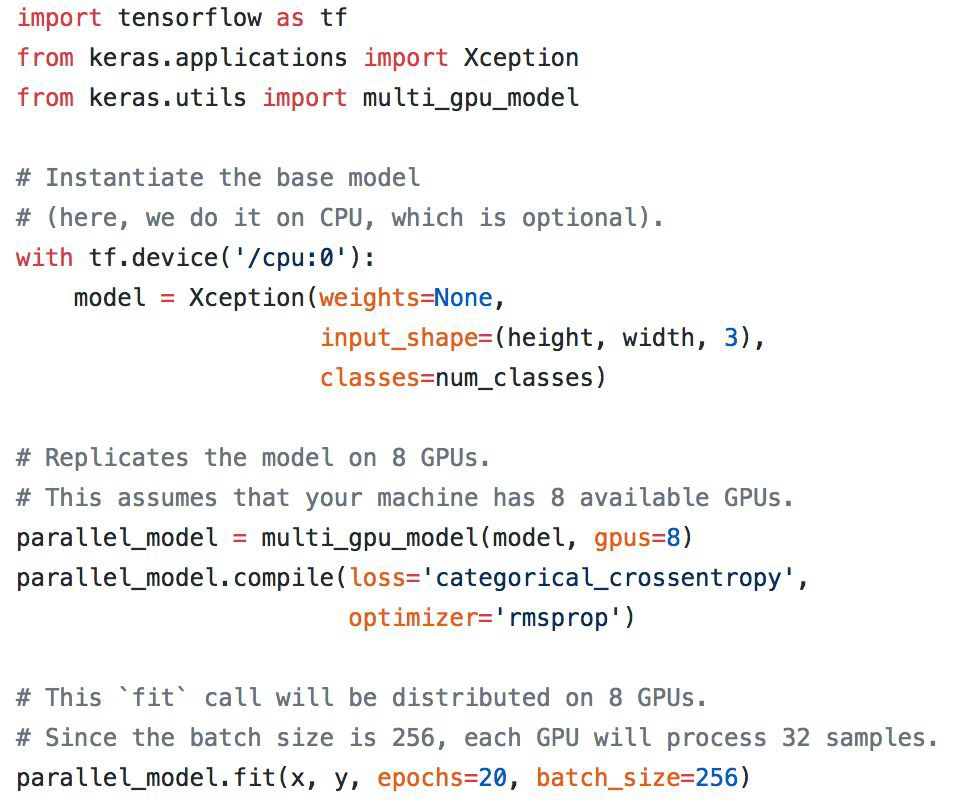 import tensorflow as tf
from keras.applications import Xception
from keras.utils import multi_gpu_model

# Instantiate the base model
# (here, we do it on CPU, which is optional).
with tf.device('/cpu:0'):
    model = Xception(weights=None,
                     input_shape=(height, width, 3),
                     classes=num_classes)

# Replicates the model on 8 GPUs.
# This assumes that your machine has 8 available GPUs.
parallel_model = multi_gpu_model(model, gpus=8)
parallel_model.compile(loss='categorical_crossentropy',
                       optimizer='rmsprop')

# This `fit` call will be distributed on 8 GPUs.
# Since the batch size is 256, each GPU will process 32 samples.
parallel_model.fit(x, y, epochs=20, batch_size=256)